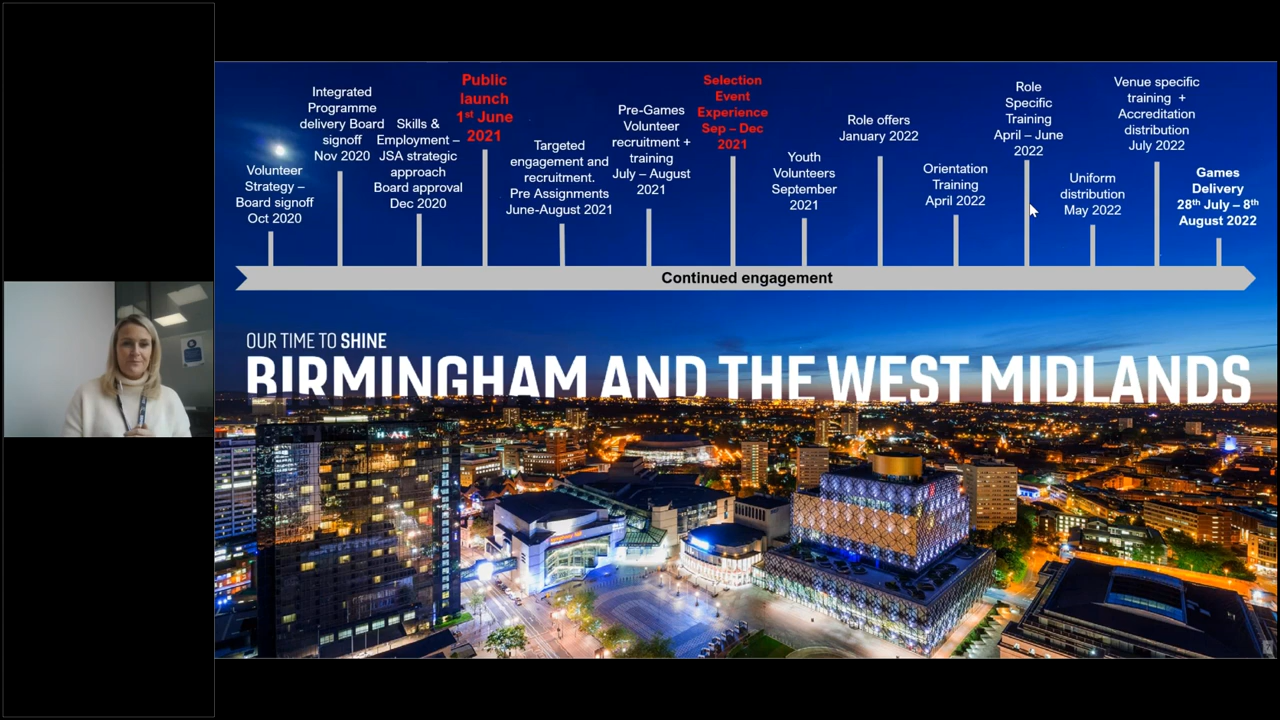 Volunteer
Strategy –
Board signoff
Oct 2020
Integrated
Programme
delivery Board
signoff
Nov 2020
Skills &
Employment –
JSA strategic
approach
Board approval
Dec 2020
Public
launch
1st June
2021
Targeted
engagement and
recruitment.
Pre Assignments
June-August 2021
Pre-Games
Volunteer
recruitment +
training
July – August
2021
Selection
Event
Experience
Sep – Dec
2021
Youth
Volunteers
September
2021
Role offers
January 2022
Orientation
Training
April 2022
Role
Specific
Training
April – June
2022
Uniform
distribution
May 2022
Venue specific
training +
Accreditation
distribution
July 2022
Games
Delivery
28th July – 8th
August 2022
Continued engagement
OUR TIME TO SHINE
BIRMINGHAM AND THE WEST MIDLANDS